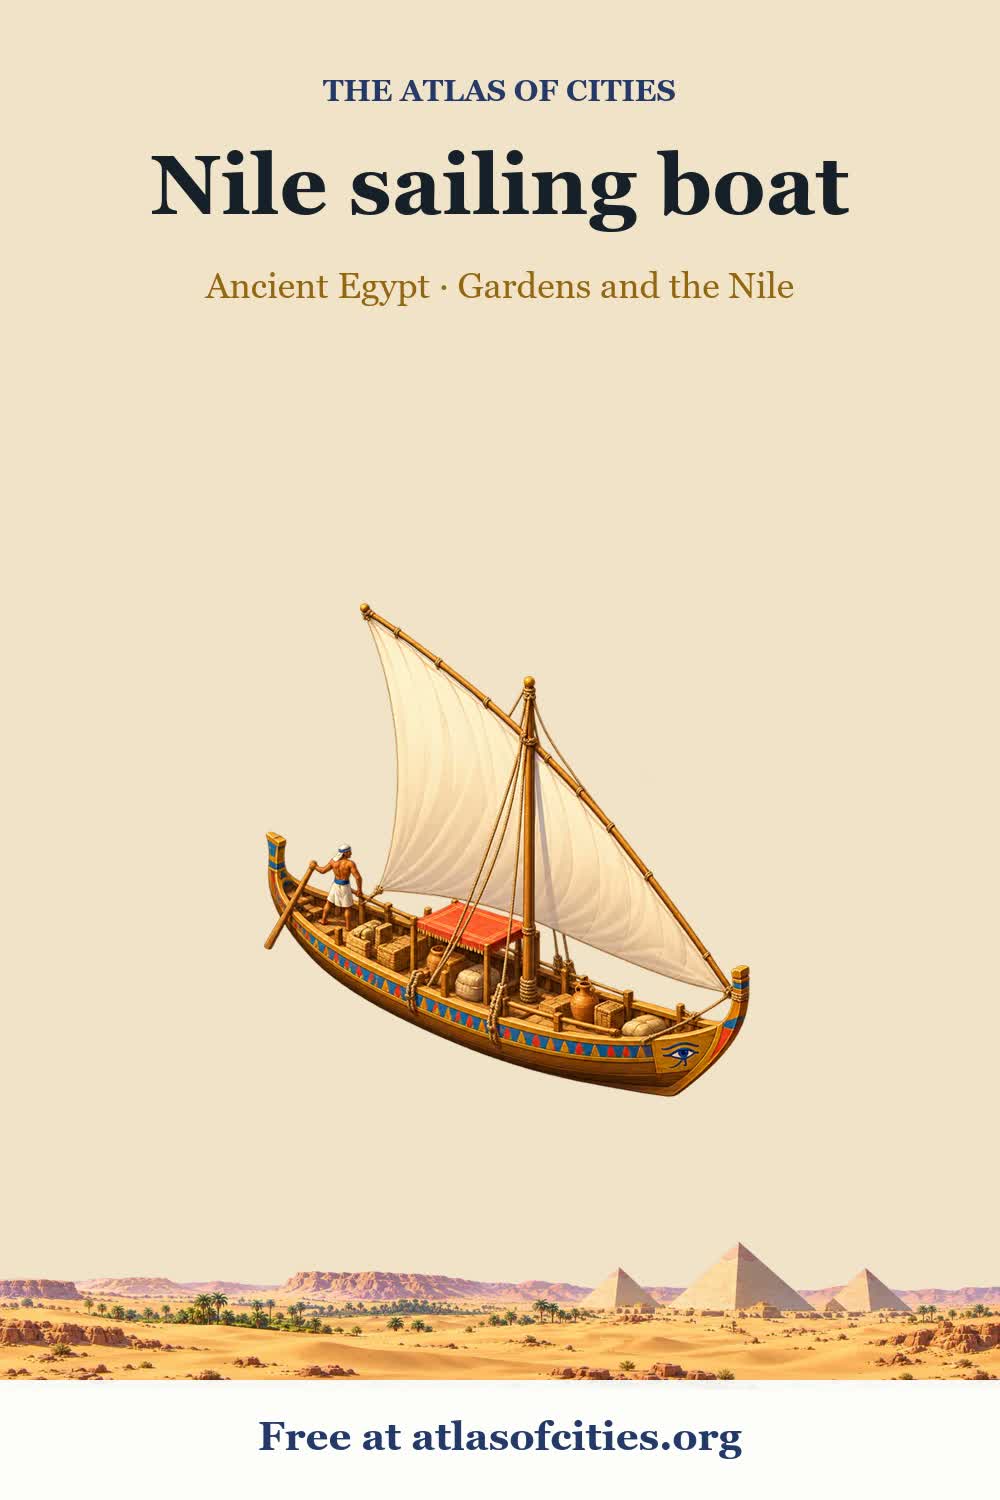 THE ATLAS OF CITIES
Nile sailing boat
Ancient Egypt · Gardens and the Nile
Free at atlasofcities.org